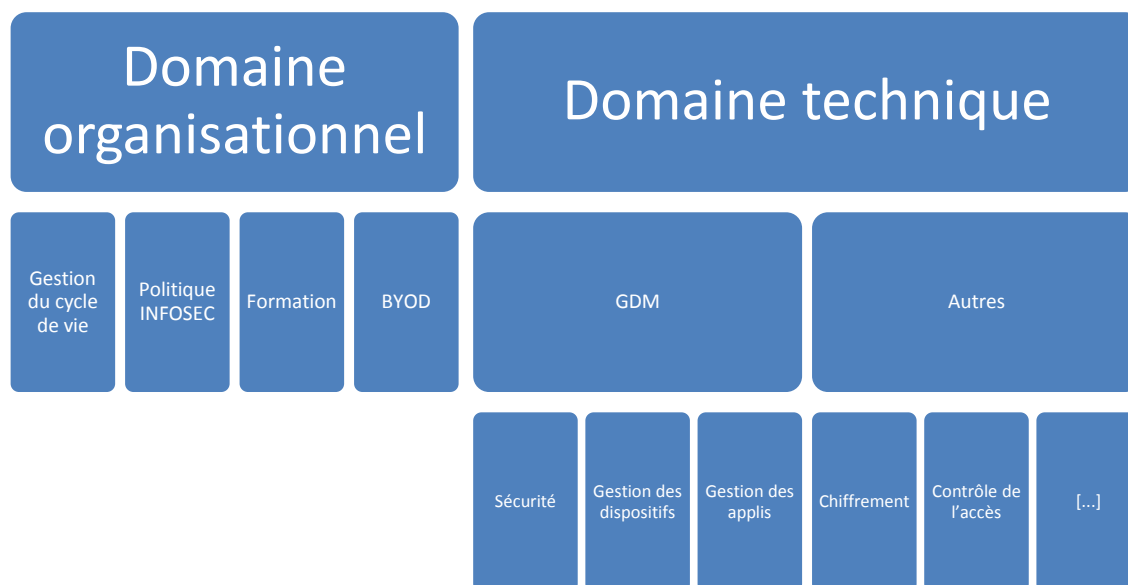 Domaine
organisationnel
Domaine technique
Gestion
du cycle
de vie
Politique
INFOSEC
Formation
BYOD
GDM
Autres
Sécurité
Gestion des
dispositifs
Gestion des
applis
Chiffrement
Contrôle de
l’accès
[...]